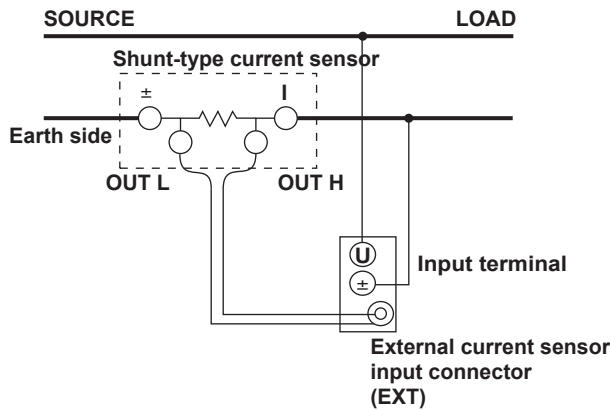 SOURCE
LOAD
Shunt-type current sensor
±
I
Earth side
OUT L
OUT H
U
±
Input terminal
External current sensor
input connector
(EXT)